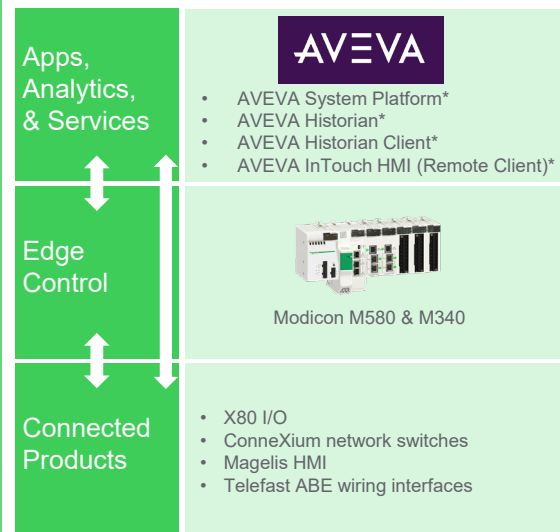 Apps,
Analytics,
& Services
AVEVA
• AVEVA System Platform*
• AVEVA Historian*
• AVEVA Historian Client*
• AVEVA InTouch HMI (Remote Client)*
Edge
Control
Modicon M580 & M340
Connected
Products
• X80 I/O
• ConneXium network switches
• Magelis HMI
• Telefast ABE wiring interfaces